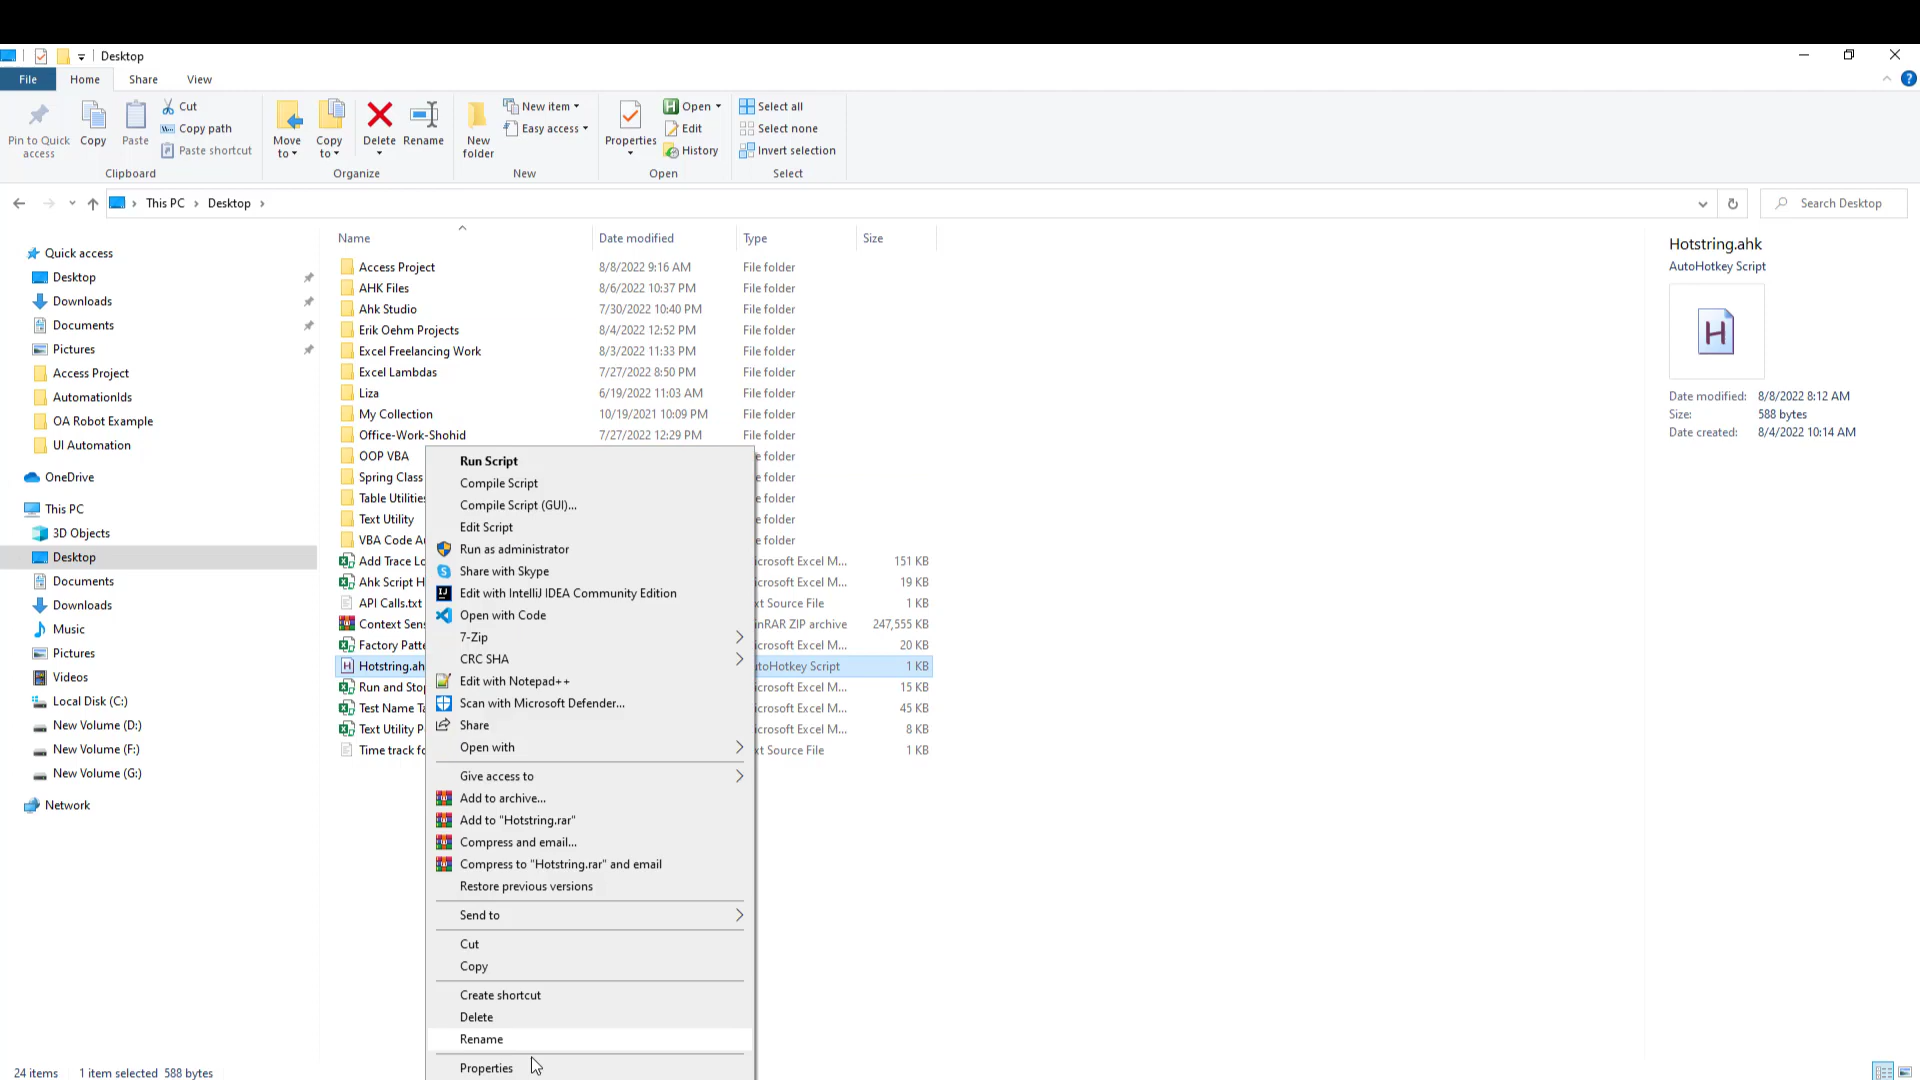 Desktop
File Home Share View
Pin to Quick access
Copy
Paste
Cut
Copy path
Paste shortcut
Clipboard
Move to
Copy to
Delete
Rename
Organize
New folder
New item
Easy access
New
Properties
Open
Edit
History
Open
Select all
Select none
Invert selection
Select
This PC Desktop
Search Desktop
Quick access
Desktop
Downloads
Documents
Pictures
Access Project
AutomationIds
OA Robot Example
UI Automation
OneDrive
This PC
3D Objects
Desktop
Documents
Downloads
Music
Pictures
Videos
Local Disk (C:)
New Volume (D:)
New Volume (F:)
New Volume (G:)
Network
Name Date modified Type Size
Access Project 8/8/2022 9:16 AM File folder
AHK Files 8/6/2022 10:37 PM File folder
Ahk Studio 7/30/2022 10:40 PM File folder
Erik Oehm Projects 8/4/2022 12:52 PM File folder
Excel Freelancing Work 8/3/2022 11:33 PM File folder
Excel Lambdas 7/27/2022 8:50 PM File folder
Liza 6/19/2022 11:03 AM File folder
My Collection 10/19/2021 10:09 PM File folder
Office-Work-Shohid 7/27/2022 12:29 PM File folder
OOP VBA e folder
Spring Class e folder
Table Utilities e folder
Text Utility e folder
VBA Code Au e folder
Add Trace Lo icrosoft Excel M... 151 KB
Ahk Script H icrosoft Excel M... 19 KB
API Calls.txt xt Source File 1 KB
Context Sens inRAR ZIP archive 247,555 KB
Factory Patte icrosoft Excel M... 20 KB
Hotstring.ah utoHotkey Script 1 KB
Run and Stop icrosoft Excel M... 15 KB
Test Name Ta icrosoft Excel M... 45 KB
Text Utility P icrosoft Excel M... 8 KB
Time track fo xt Source File 1 KB
Run Script
Compile Script
Compile Script (GUI)...
Edit Script
Run as administrator
Share with Skype
Edit with IntelliJ IDEA Community Edition
Open with Code
7-Zip
CRC SHA
Edit with Notepad++
Scan with Microsoft Defender...
Share
Open with
Give access to
Add to archive...
Add to "Hotstring.rar"
Compress and email...
Compress to "Hotstring.rar" and email
Restore previous versions
Send to
Cut
Copy
Create shortcut
Delete
Rename
Properties
Hotstring.ahk
AutoHotkey Script
H
Date modified: 8/8/2022 8:12 AM
Size: 588 bytes
Date created: 8/4/2022 10:14 AM
24 items 1 item selected 588 bytes